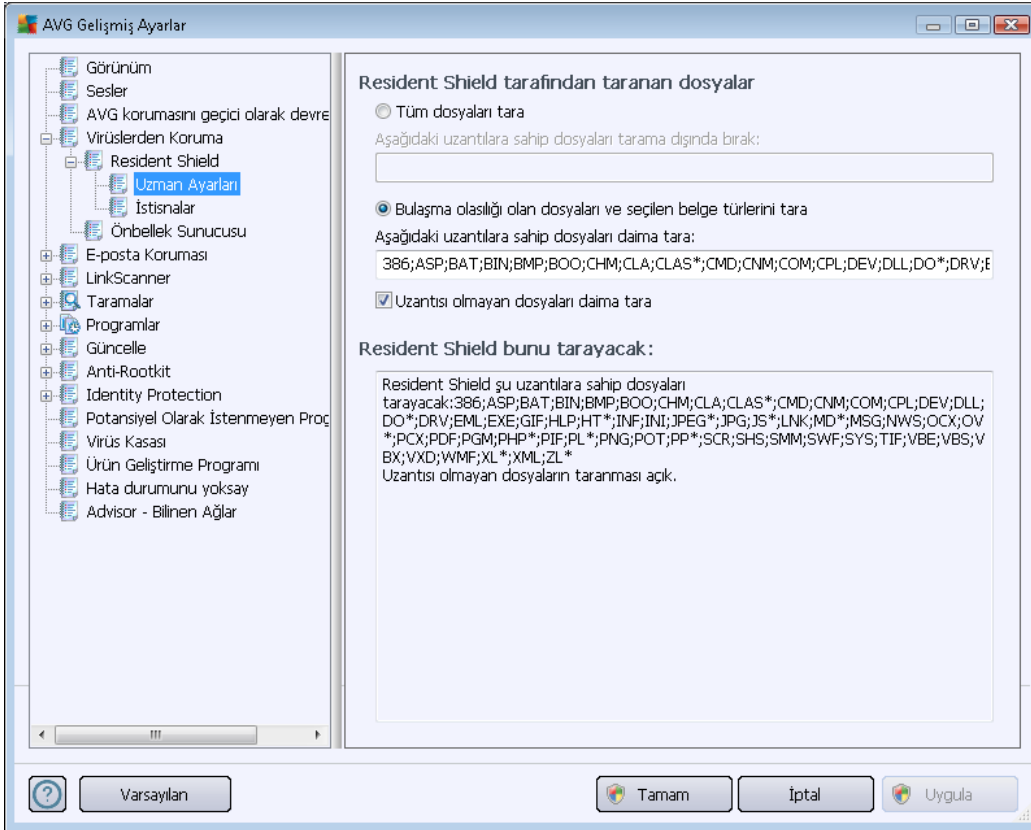 AVG Gelişmiş Ayarlar
Görünüm
Sesler
AVG korumasını geçici olarak devre
Virüslerden Koruma
Resident Shield
Uzman Ayarları
İstisnalar
Önbellek Sunucusu
E-posta Koruması
LinkScanner
Taramalar
Programlar
Güncelle
Anti-Rootkit
Identity Protection
Potansiyel Olarak İstenmeyen Prog
Virüs Kasası
Ürün Geliştirme Programı
Hata durumunu yoksay
Advisor - Bilinen Ağlar
Resident Shield tarafından taranan dosyalar
Tüm dosyaları tara
Aşağıdaki uzantılara sahip dosyaları tarama dışında bırak:
Bulaşma olasılığı olan dosyaları ve seçilen belge türlerini tara
Aşağıdaki uzantılara sahip dosyaları daima tara:
386;ASP;BAT;BIN;BMP;BOO;CHM;CLA;CLAS*;CMD;CNM;COM;CPL;DEV;DLL;DO*;DRV;E
Uzantısı olmayan dosyaları daima tara
Resident Shield bunu tarayacak:
Resident Shield şu uzantılara sahip dosyaları
tarayacak:386;ASP;BAT;BIN;BMP;BOO;CHM;CLA;CLAS*;CMD;CNM;COM;CPL;DEV;DLL;
DO*;DRV;EML;EXE;GIF;HLP;HT*;INF;INI;JPEG*;JPG;JS*;LNK;MD*;MSG;NWS;OCX;OV
*;PCX;PDF;PGM;PHP*;PIF;PL*;PNG;POT;PP*;SCR;SHS;SMM;SWF;SYS;TIF;VBE;VBS;V
BX;VXD;WMF;XL*;XML;ZL*
Uzantısı olmayan dosyaların taranması açık.
Varsayılan
Tamam
İptal
Uygula